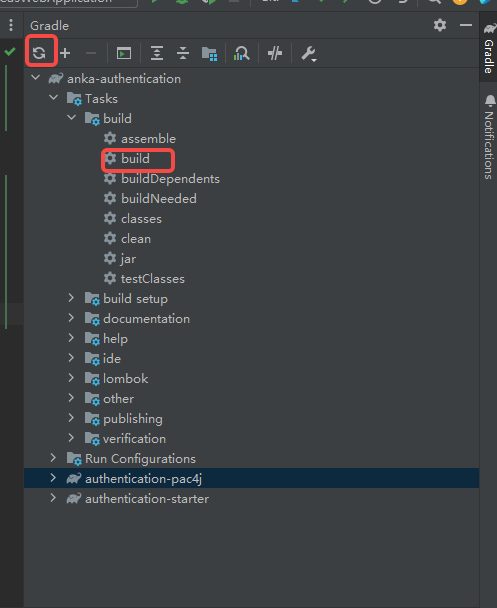 Gradle
anka-authentication
Tasks
build
assemble
build
buildDependents
buildNeeded
classes
clean
jar
testClasses
build setup
documentation
help
ide
lombok
other
publishing
verification
Run Configurations
authentication-pac4j
authentication-starter
Gradle
Notifications